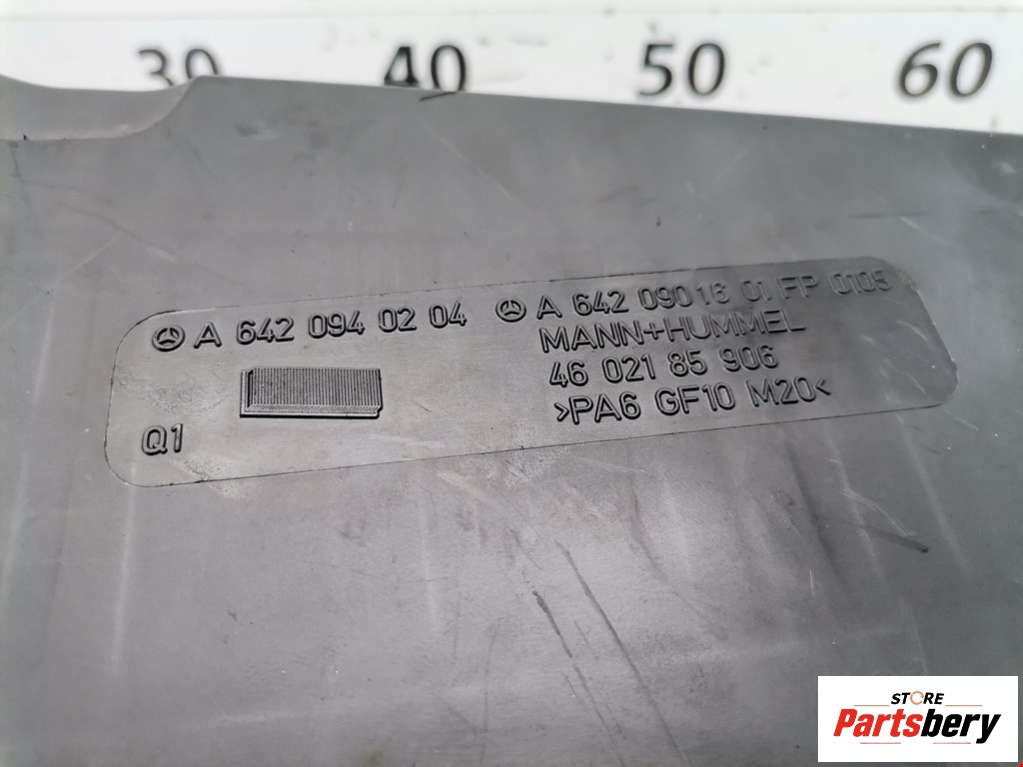 30 40 50 60
A 642 094 02 04
A 642 090 16 01 FP 0105
MANN+HUMMEL
46 021 85 906
>PA6 GF10 M20<
Q1
STORE
Partsbery